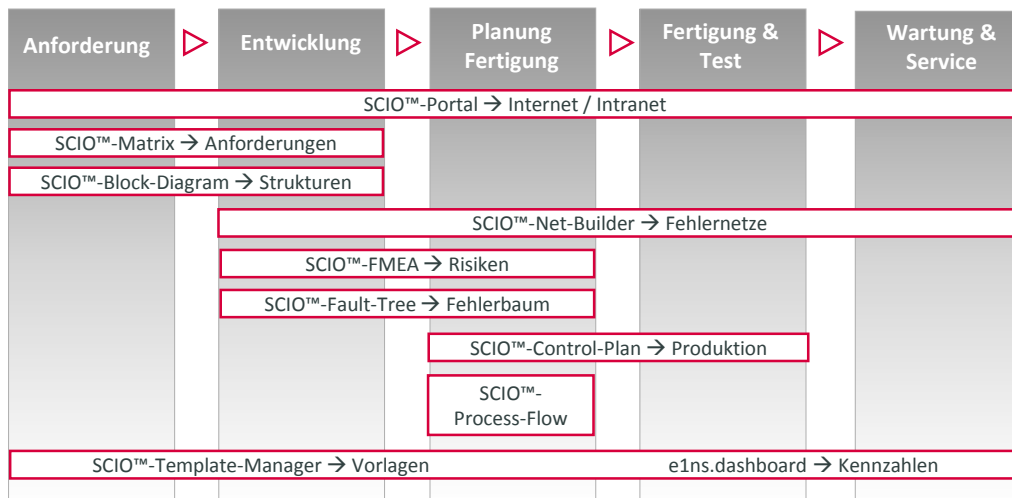 Anforderung
Entwicklung
Planung
Fertigung
Fertigung &
Test
Wartung &
Service
SCIO™-Portal → Internet / Intranet
SCIO™-Matrix → Anforderungen
SCIO™-Block-Diagram → Strukturen
SCIO™-Net-Builder → Fehlernetze
SCIO™-FMEA → Risiken
SCIO™-Fault-Tree → Fehlerbaum
SCIO™-Control-Plan → Produktion
SCIO™-
Process-Flow
SCIO™-Template-Manager → Vorlagen
e1ns.dashboard → Kennzahlen